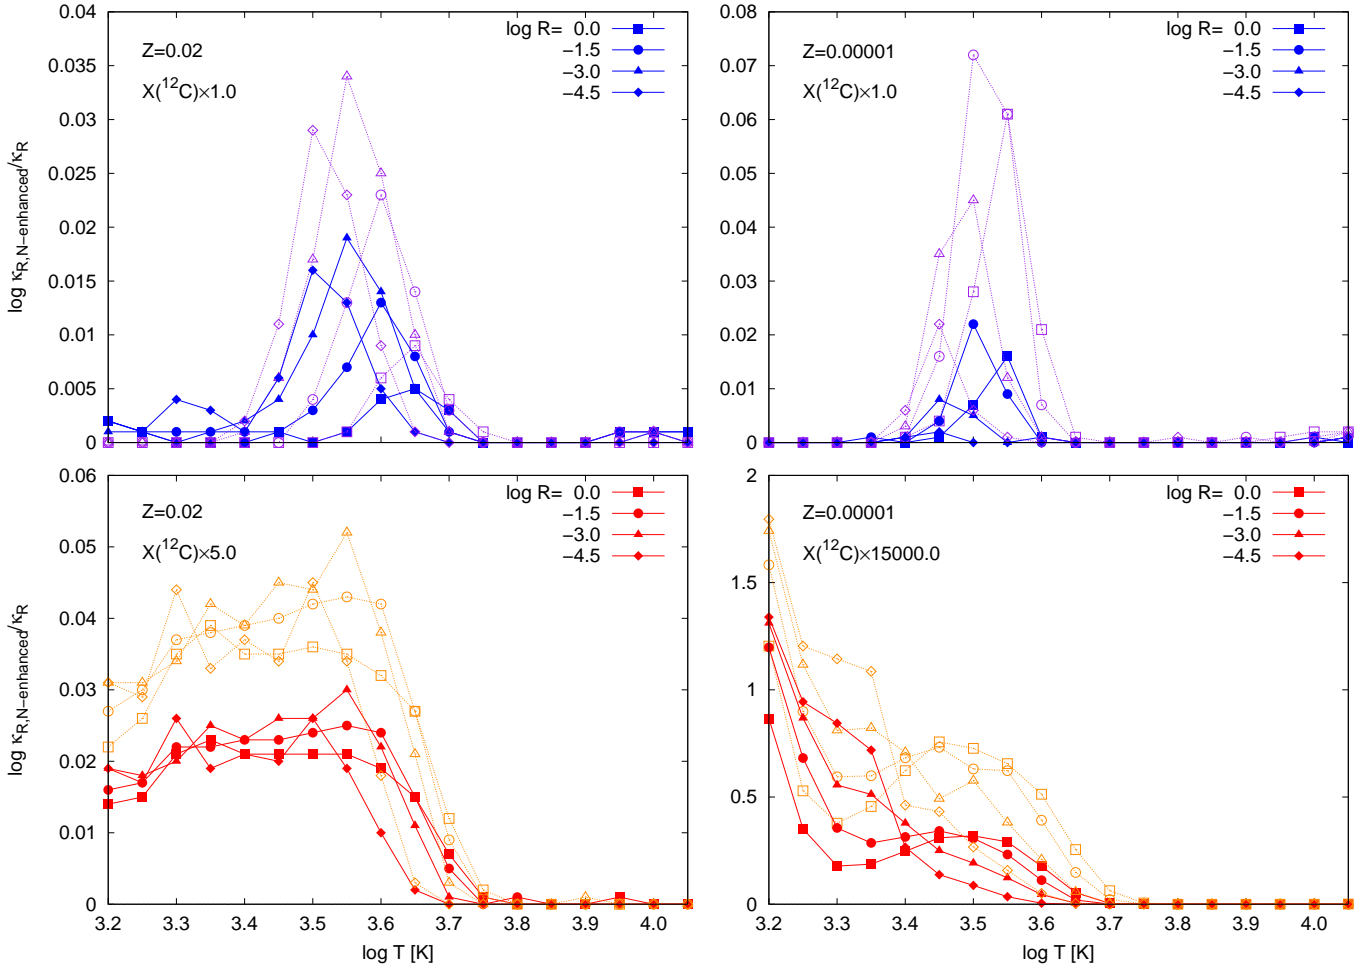 0.04
0.035
0.03
0.025
0.02
0.015
0.01
0.005
0
log κR,N−enhanced/κR
Z=0.02
X(12C)×1.0
log R= 0.0
−1.5
−3.0
−4.5
0.08
0.07
0.06
0.05
0.04
0.03
0.02
0.01
0
Z=0.00001
X(12C)×1.0
log R= 0.0
−1.5
−3.0
−4.5
0.06
0.05
0.04
0.03
0.02
0.01
0
log κR,N−enhanced/κR
Z=0.02
X(12C)×5.0
log R= 0.0
−1.5
−3.0
−4.5
3.2 3.3 3.4 3.5 3.6 3.7 3.8 3.9 4.0
log T [K]
2
1.5
1
0.5
0
Z=0.00001
X(12C)×15000.0
log R= 0.0
−1.5
−3.0
−4.5
3.2 3.3 3.4 3.5 3.6 3.7 3.8 3.9 4.0
log T [K]